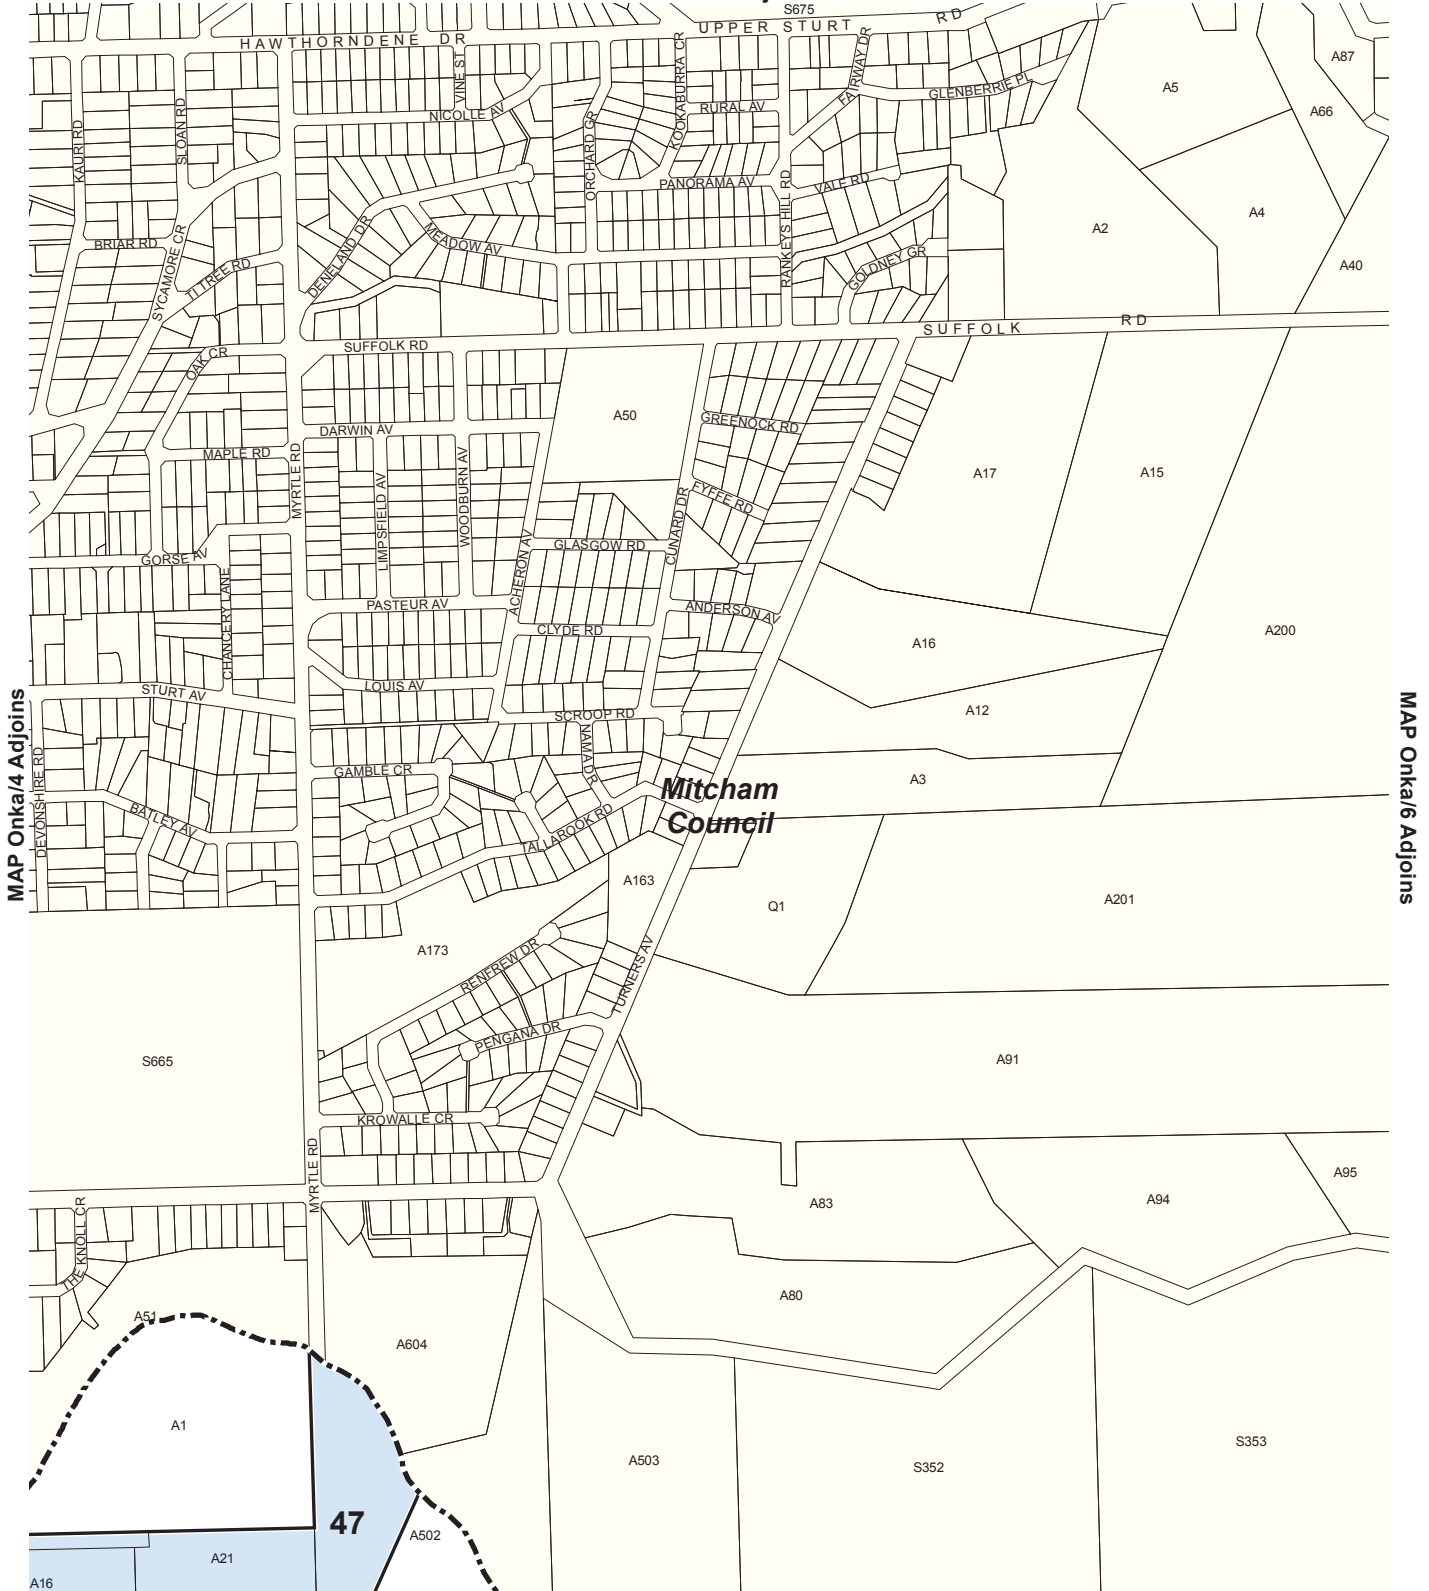 S675
UPPER STURT RD
HAWTHORNDENE DR
VINE ST
KOOKABURRA CR
FAIRWAY DR
A87
A5
GLENBERRIE PL
NICOLLE AV
RURAL AV
A66
KAURI RD
SLOAN RD
ORCHARD GR
PANORAMA AV
VALE RD
RANKEYS HILL RD
A4
A2
BRIAR RD
SYCAMORE CR
TI TREE RD
DENELAND DR
MEADOW AV
GOLDNEY GR
A40
SUFFOLK RD
OAK CR
SUFFOLK RD
A50
GREENOCK RD
DARWIN AV
MAPLE RD
MYRTLE RD
LIMPSFIELD AV
WOODBURN AV
A17
A15
FYFFE RD
CUNARD DR
GORSE AV
GLASGOW RD
ACHERON AV
CHANCERY LANE
PASTEUR AV
ANDERSON AV
CLYDE RD
A16
A200
LOUIS AV
STURT AV
SCROOP RD
A12
NAMA DR
DEVONSHIRE RD
GAMBLE CR
A3
MAP Onka/4 Adjoins
MAP Onka/6 Adjoins
Mitcham
Council
BATLEY AV
TALLAROOK RD
A163
Q1
A201
A173
RENFREW DR
TURNERS AV
PENGANA DR
S665
A91
KROWALLE CR
MYRTLE RD
A83
A94
A95
THE KNOLL CR
A80
A51
A604
A1
A503
S352
S353
47
A502
A21
A16